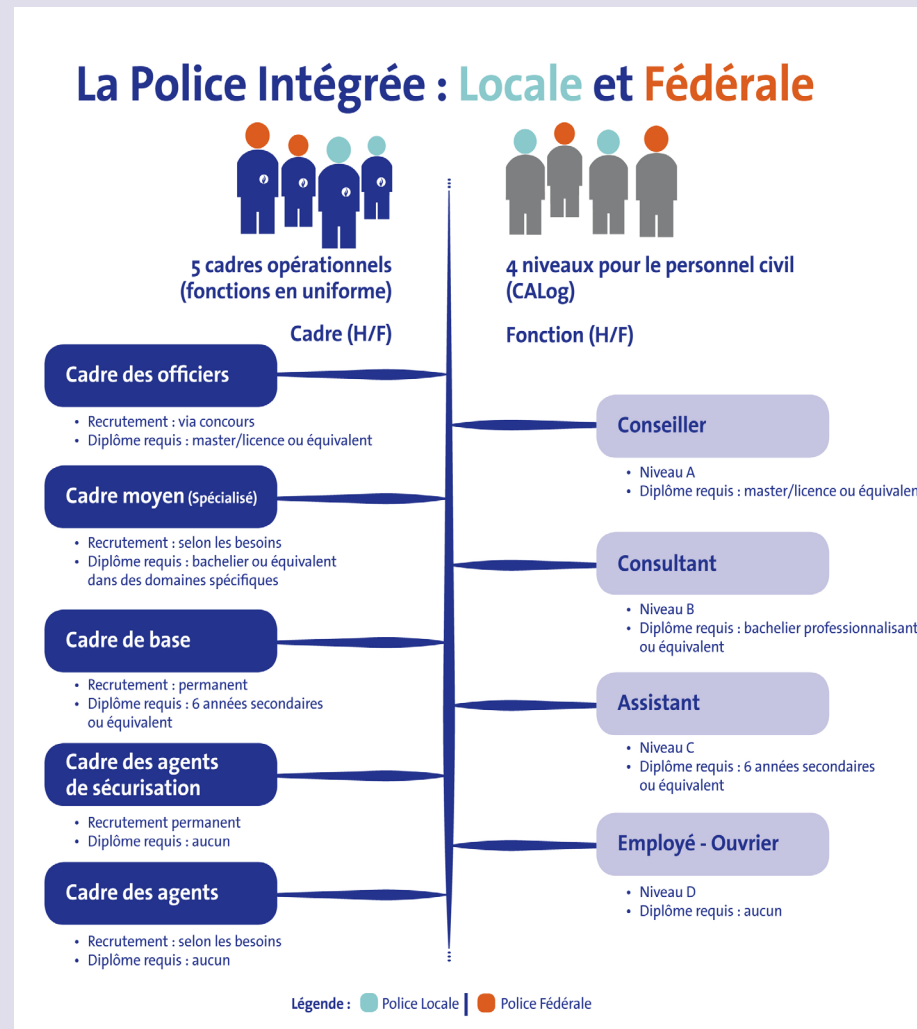 La Police Intégrée : Locale et Fédérale
5 cadres opérationnels
(fonctions en uniforme)
Cadre (H/F)
Cadre des officiers
• Recrutement : via concours
• Diplôme requis : master/licence ou équivalent
Cadre moyen (Spécialisé)
• Recrutement : selon les besoins
• Diplôme requis : bachelier ou équivalent
dans des domaines spécifiques
Cadre de base
• Recrutement : permanent
• Diplôme requis : 6 années secondaires
ou équivalent
Cadre des agents
de sécurisation
• Recrutement permanent
• Diplôme requis : aucun
Cadre des agents
• Recrutement : selon les besoins
• Diplôme requis : aucun
4 niveaux pour le personnel civil
(CALog)
Fonction (H/F)
Conseiller
• Niveau A
• Diplôme requis : master/licence ou équivalen
Consultant
• Niveau B
• Diplôme requis : bachelier professionnalisant
ou équivalent
Assistant
• Niveau C
• Diplôme requis : 6 années secondaires
ou équivalent
Employé - Ouvrier
• Niveau D
• Diplôme requis : aucun
Légende : Police Locale | Police Fédérale